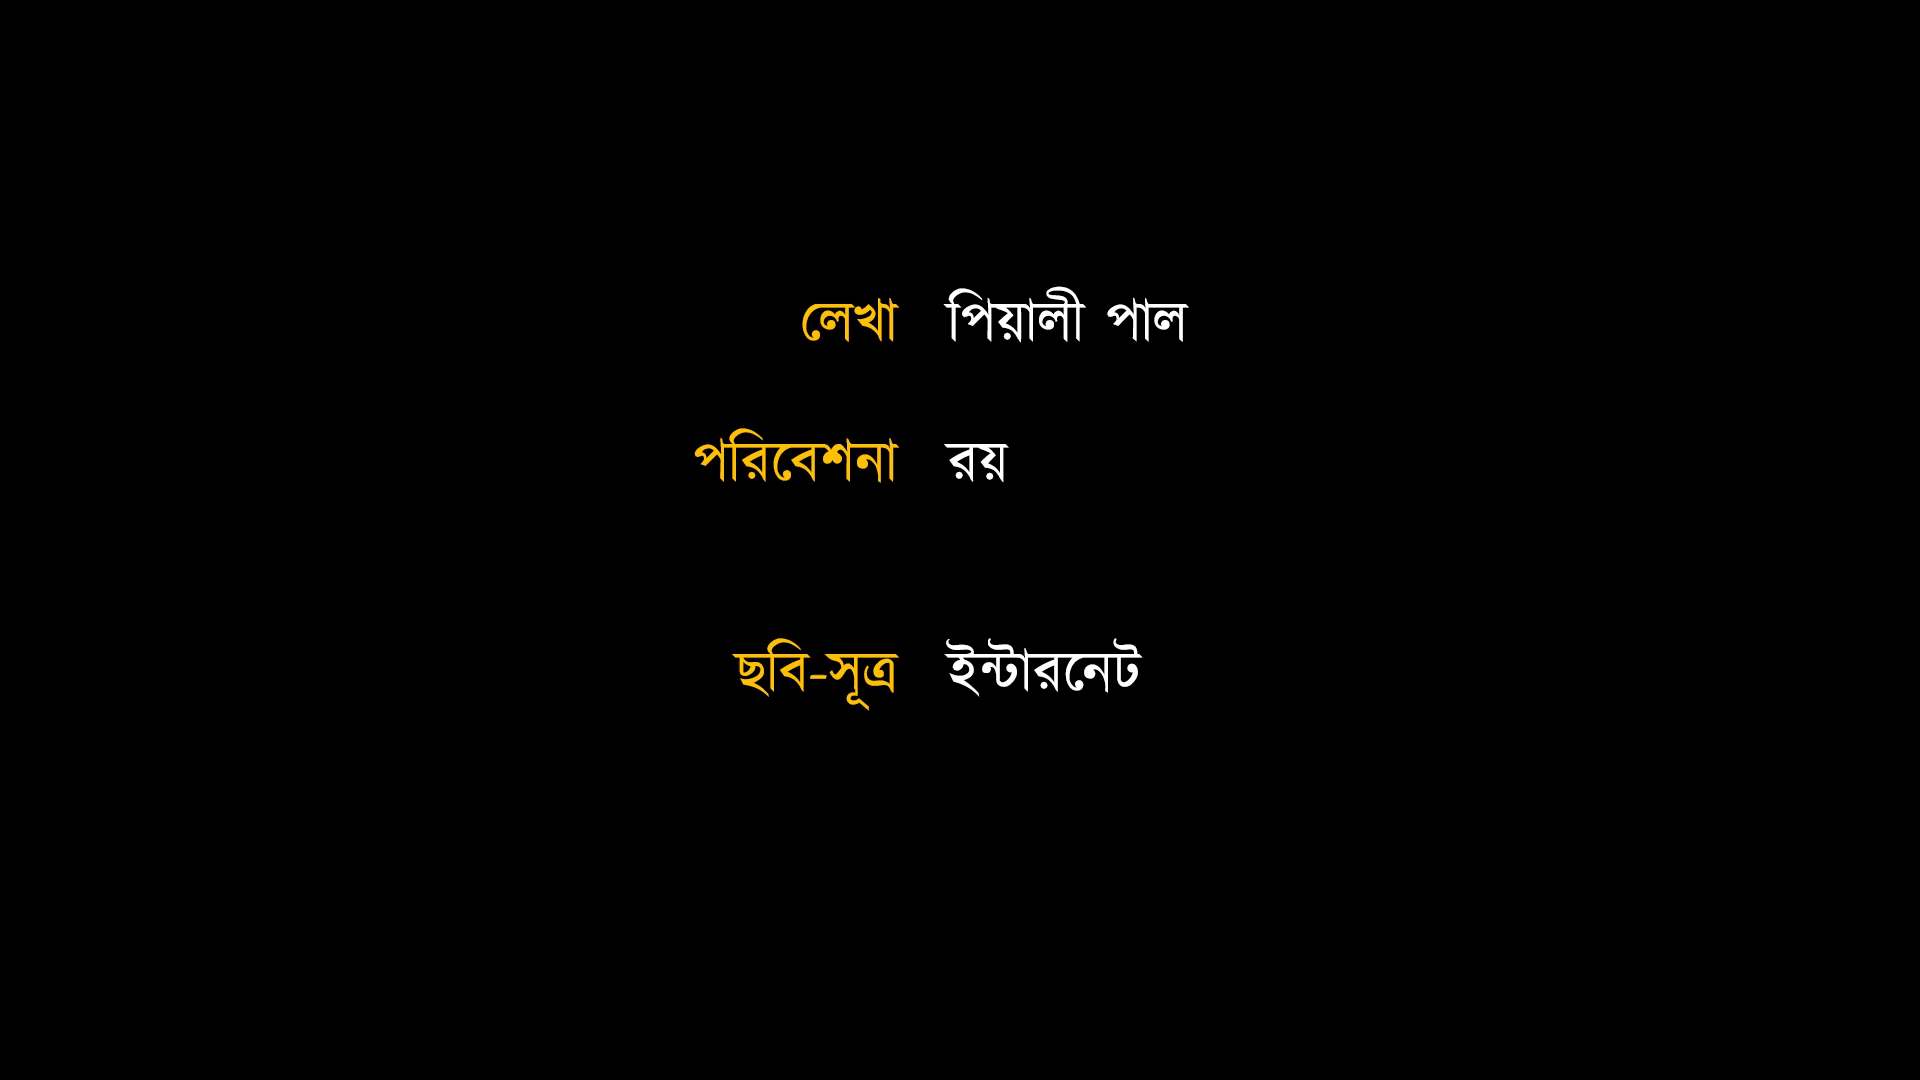 লেখা পিয়ালী পাল
পরিবেশনা রয়
ছবি-সূত্র ইন্টারনেট